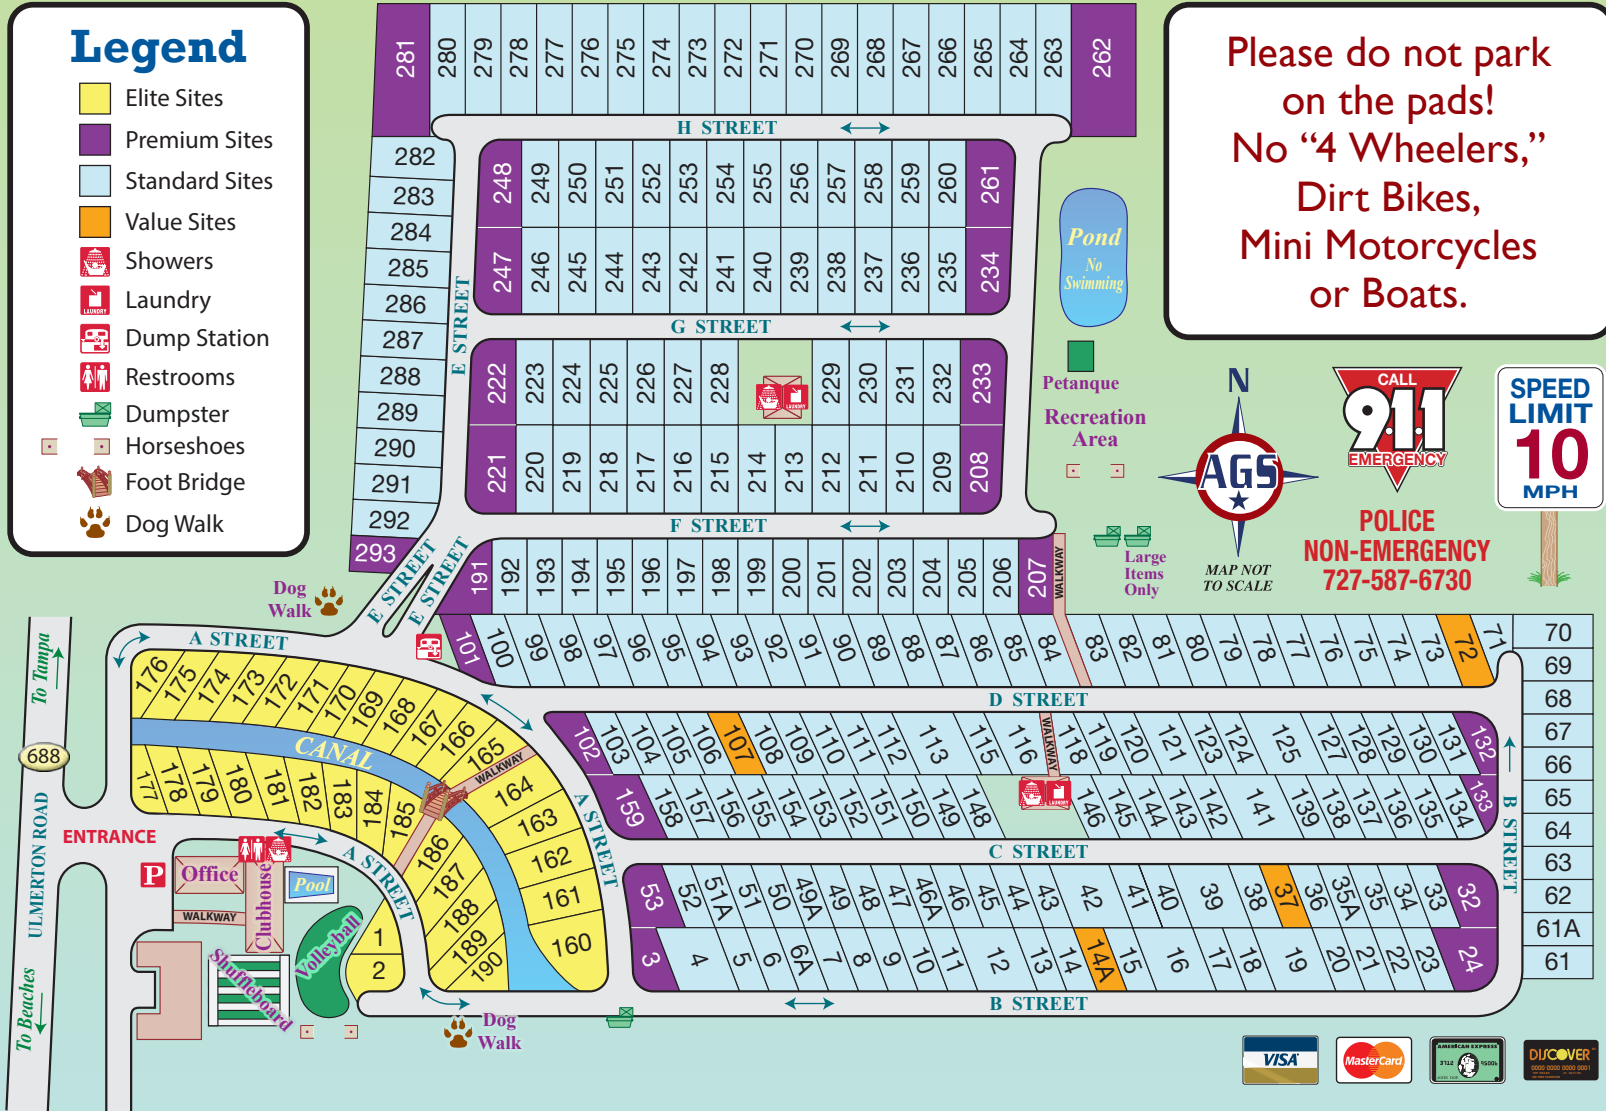 Legend
Elite Sites
Premium Sites
Standard Sites
Value Sites
Showers
LAUNDRY
Laundry
Dump Station
Restrooms
Dumpster
Horseshoes
Foot Bridge
Dog Walk
281 280 279 278 277 276 275 274 273 272 271 270 269 268 267 266 265 264 263 262
Please do not park
on the pads!
No “4 Wheelers,”
Dirt Bikes,
Mini Motorcycles
or Boats.
H STREET
282
283
284
285
286
287
288
289
290
291
292
293
E STREET
248 249 250 251 252 253 254 255 256 257 258 259 260 261
247 246 245 244 243 242 241 240 239 238 237 236 235 234
G STREET
Pond
No
Swimming
Petanque
Recreation
Area
222 223 224 225 226 227 228 LAUNDRY 229 230 231 232 233
221 220 219 218 217 216 215 214 213 212 211 210 209 208
F STREET
N
AGS
MAP NOT
TO SCALE
CALL
911
EMERGENCY
POLICE
NON-EMERGENCY
727-587-6730
SPEED
LIMIT
10
MPH
Large
Items
Only
E STREET
E STREET
Dog
Walk
191 192 193 194 195 196 197 198 199 200 201 202 203 204 205 206 207
WALKWAY
101 100 99 98 97 96 95 94 93 92 91 90 89 88 87 86 85 84 83 82 81 80 79 78 77 76 75 74 73 72 71
70
69
68
67
66
65
64
63
62
61A
61
D STREET
A STREET
176 175 174 173 172 171 170 169 168 167 166 165
CANAL
WALKWAY
177 178 179 180 181 182 183 184 185 186 187 188 189 190
164
163
162
161
160
A STREET
102 103 104 105 106 107 108 109 110 111 112 113 115 116 WALKWAY 118 119 120 121 123 124 125 127 128 129 130 131 132
159 158 157 156 155 154 153 152 151 150 149 148 LAUNDRY 146 145 144 143 142 141 139 138 137 136 135 134 133
C STREET
B STREET
53 52 51A 51 50 49A 49 48 47 46A 46 45 44 43 42 41 40 39 38 37 36 35A 35 34 33 32
3 4 5 6 6A 7 8 9 10 11 12 13 14 14A 15 16 17 18 19 20 21 22 23 24
B STREET
To Tampa
688
ULMERTON ROAD
To Beaches
ENTRANCE
A STREET
P
Office
Clubhouse
Pool
WALKWAY
Volleyball
Shuffleboard
1
2
Dog
Walk
VISA
MasterCard
AMERICAN EXPRESS
DISCOVER
0000 0000 0000 0001